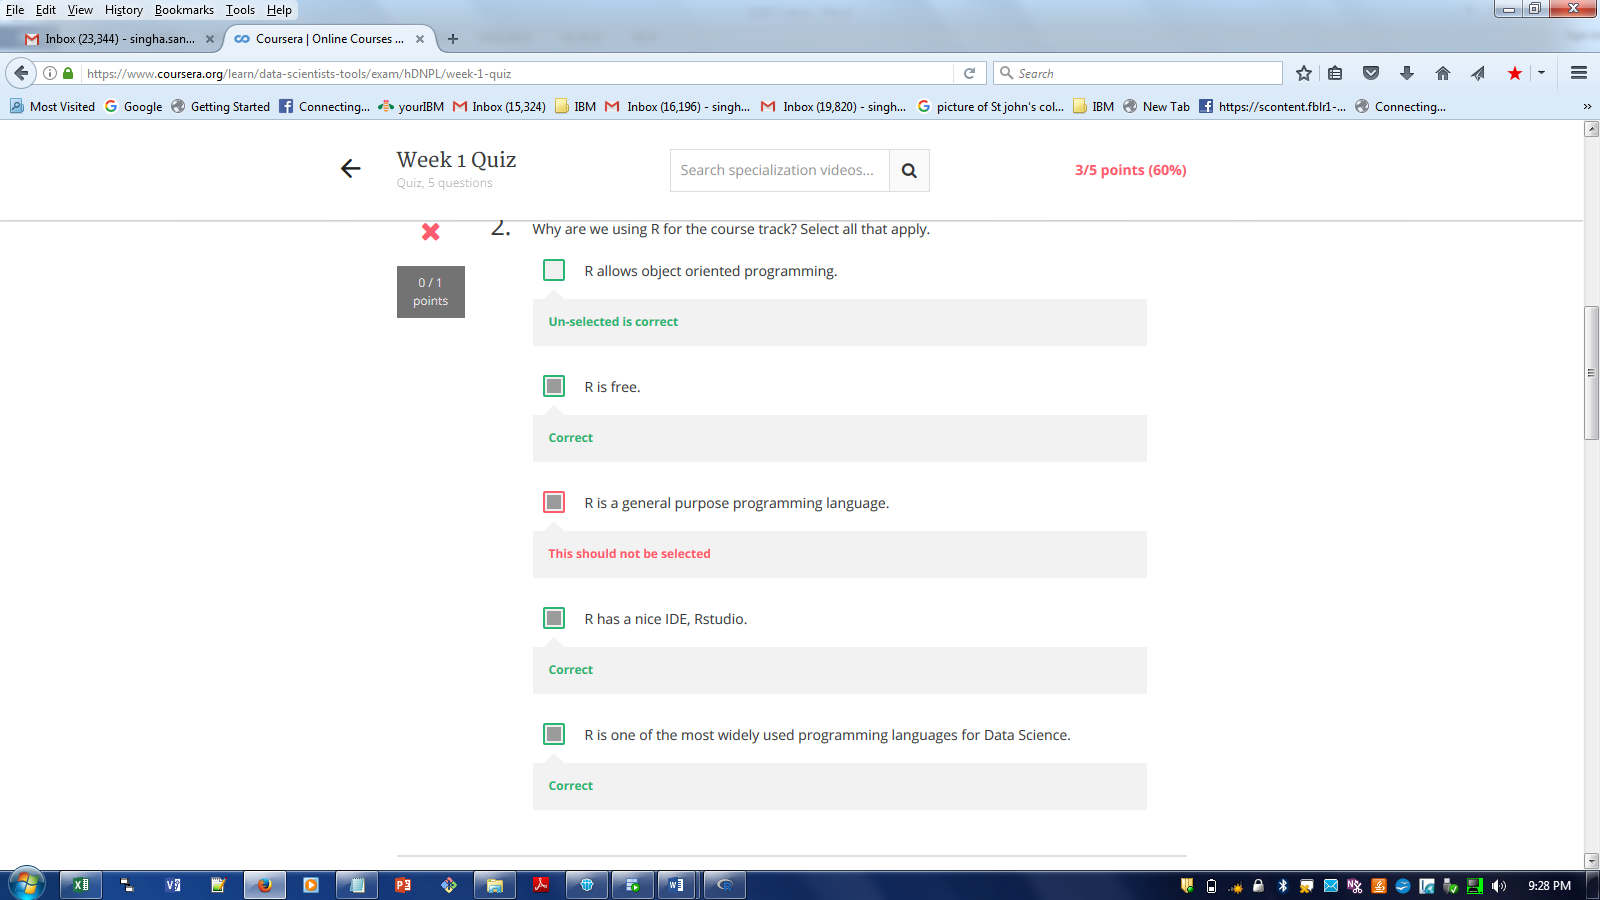 File Edit View History Bookmarks Tools Help
Inbox (23,344) - singha.san... × Coursera | Online Courses ... × +
https://www.coursera.org/learn/data-scientists-tools/exam/hDNPL/week-1-quiz Search
Most Visited Google Getting Started Connecting... yourIBM Inbox (15,324) IBM Inbox (16,196) - singh... Inbox (19,820) - singh... picture of St john's col... IBM New Tab https://scontent.fblr1-... Connecting... »
Week 1 Quiz
Quiz, 5 questions
Search specialization videos...
3/5 points (60%)
2. Why are we using R for the course track? Select all that apply.
0 / 1
points
R allows object oriented programming.
Un-selected is correct
R is free.
Correct
R is a general purpose programming language.
This should not be selected
R has a nice IDE, Rstudio.
Correct
R is one of the most widely used programming languages for Data Science.
Correct
9:28 PM